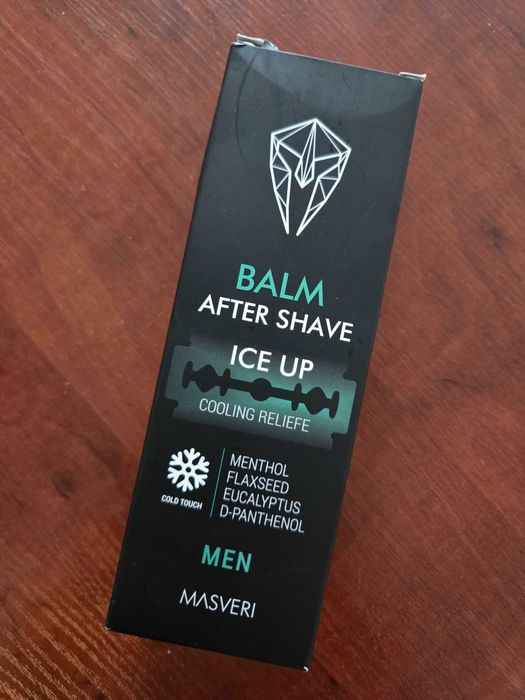 BALM
AFTER SHAVE
ICE UP
COOLING RELIEFE
COLD TOUCH
MENTHOL
FLAXSEED
EUCALYPTUS
D-PANTHENOL
MEN
MASVERI